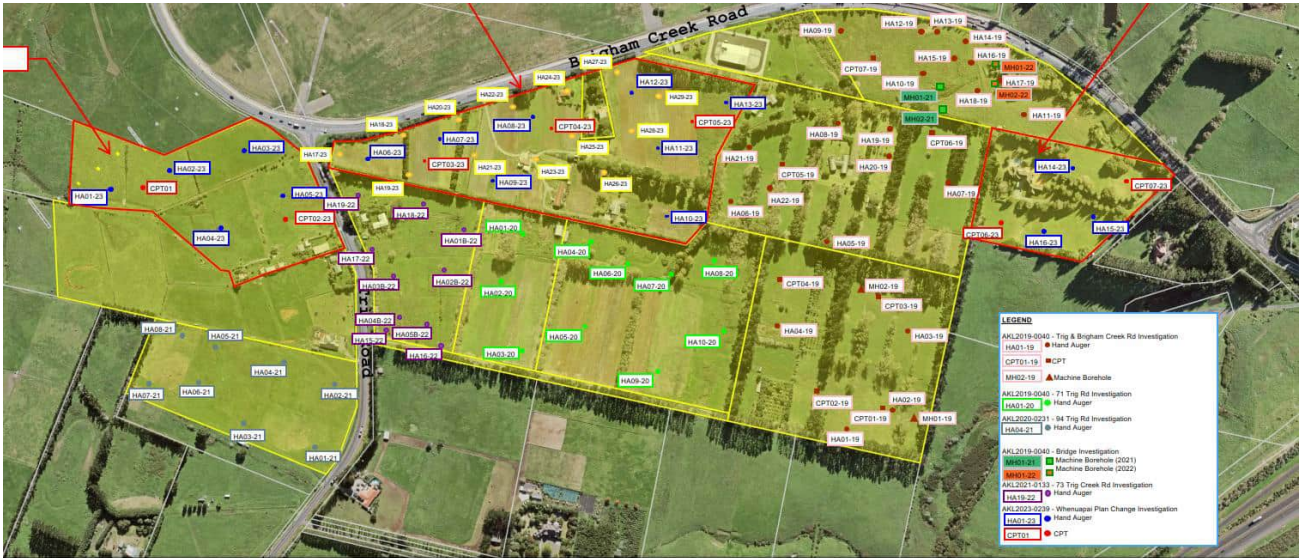 Brigham Creek Road
HA27-23
HA24-23
HA22-23
HA20-23
HA18-23
HA17-23
HA12-23
HA29-23
HA13-23
HA08-23
CPT04-23
CPT05-23
HA07-23
HA28-23
HA25-23
HA11-23
HA06-23
CPT03-23
HA21-23
HA23-23
HA09-23
HA26-23
HA19-23
HA10-23
HA03-23
HA02-23
HA01-23
CPT01
HA05-23
CPT02-23
HA04-23
HA19-22
HA18-22
HA17-22
HA01B-22
HA03B-22
HA02B-22
HA04B-22
HA05B-22
HA15-22
HA16-22
HA01-20
HA04-20
HA06-20
HA07-20
HA08-20
HA02-20
HA05-20
HA10-20
HA03-20
HA09-20
HA08-21
HA05-21
HA04-21
HA07-21
HA06-21
HA02-21
HA03-21
HA01-21
HA09-19
HA12-19
HA13-19
HA14-19
HA15-19
HA16-19
CPT07-19
MH01-22
HA10-19
HA17-19
MH01-21
HA18-19
MH02-22
MH02-21
HA11-19
HA08-19
HA19-19
CPT06-19
HA21-19
HA20-19
CPT05-19
HA07-19
HA22-19
HA06-19
HA05-19
HA14-23
CPT07-23
HA15-23
CPT06-23
HA16-23
CPT04-19
MH02-19
CPT03-19
HA04-19
HA03-19
CPT02-19
CPT01-19
HA02-19
MH01-19
HA01-19
LEGEND
AKL2019-0040 - Trig & Brigham Creek Rd Investigation
HA01-19 Hand Auger
CPT01-19 CPT
MH02-19 Machine Borehole
AKL2019-0040 - 71 Trig Rd Investigation
HA01-20 Hand Auger
AKL2020-0231 - 94 Trig Rd Investigation
HA04-21 Hand Auger
AKL2019-0040 - Bridge Investigation
MH01-21 Machine Borehole (2021)
MH01-22 Machine Borehole (2022)
AKL2021-0133 - 73 Trig Creek Rd Investigation
HA19-22 Hand Auger
AKL2023-0239 - Whenuapai Plan Change Investigation
HA01-23 Hand Auger
CPT01 CPT